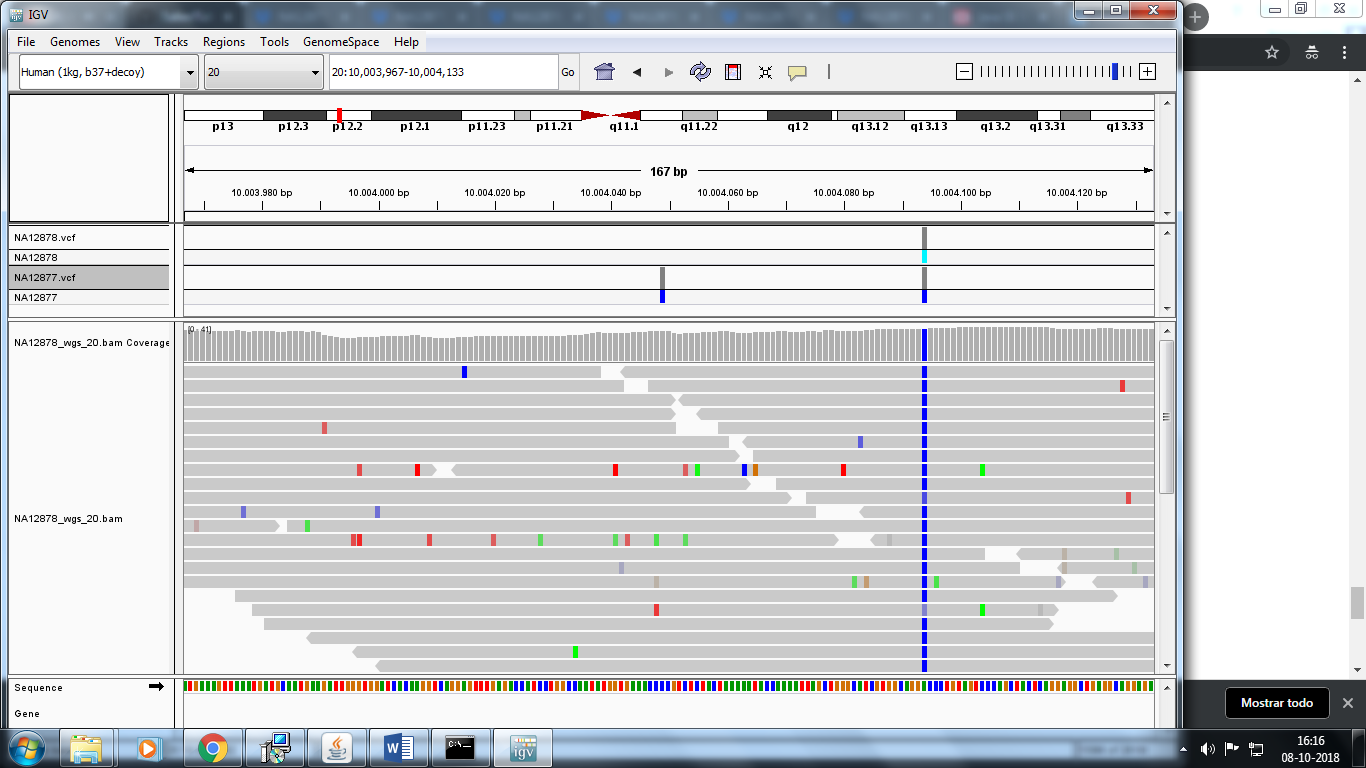 IGV
File Genomes View Tracks Regions Tools GenomeSpace Help
Human (1kg, b37+decoy) 20 20:10,003,967-10,004,133 Go
p13 p12.3 p12.2 p12.1 p11.23 p11.21 q11.1 q11.22 q12 q13.12 q13.13 q13.2 q13.31 q13.33
167 bp
10.003.980 bp 10.004.000 bp 10.004.020 bp 10.004.040 bp 10.004.060 bp 10.004.080 bp 10.004.100 bp 10.004.120 bp
NA12878.vcf
NA12878
NA12877.vcf
NA12877
[0 - 41]
NA12878_wgs_20.bam Coverage
NA12878_wgs_20.bam
Sequence
Gene
Mostrar todo
C:\
igv
16:16
08-10-2018